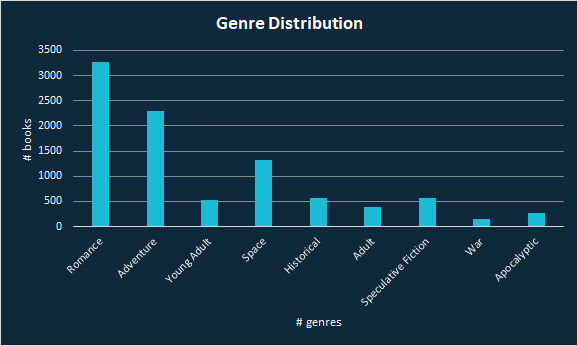 Genre Distribution
3500
3000
2500
2000
1500
1000
500
0
# books
Romance
Adventure
Young Adult
Space
Historical
Adult
Speculative Fiction
War
Apocalyptic
# genres